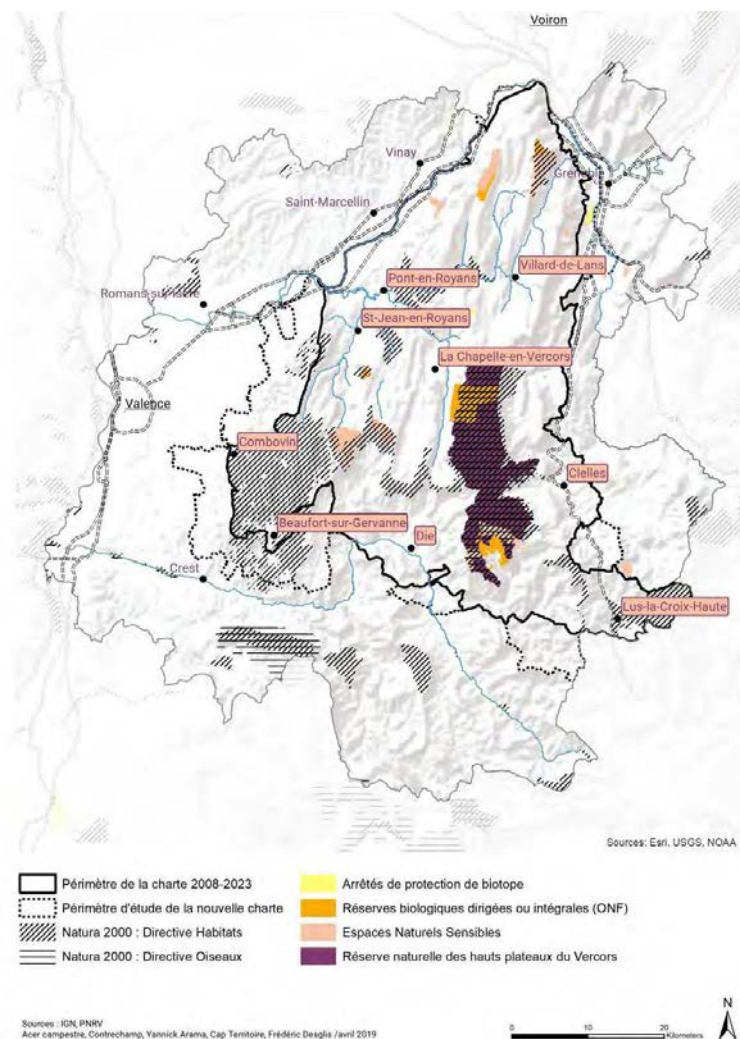 Voiron
Vinay
Grenoble
Saint-Marcellin
Villard-de-Lans
Pont-en-Royans
Romans-sur-Isère
St-Jean-en-Royans
La Chapelle-en-Vercors
Valence
Combovin
Clelles
Beaufort-sur-Gervanne
Die
Crest
Lus-la-Croix-Haute
Sources: Esri, USGS, NOAA
Périmètre de la charte 2008-2023
Périmètre d'étude de la nouvelle charte
Natura 2000 : Directive Habitats
Natura 2000 : Directive Oiseaux
Arrêtés de protection de biotope
Réserves biologiques dirigées ou intégrales (ONF)
Espaces Naturels Sensibles
Réserve naturelle des hauts plateaux du Vercors
Sources : IGN, PNRV
Acer campestre, Contrechamp, Yannick Arama, Cap Territoire, Frédéric Desglis /avril 2019
0 10 20
Kilometers
N